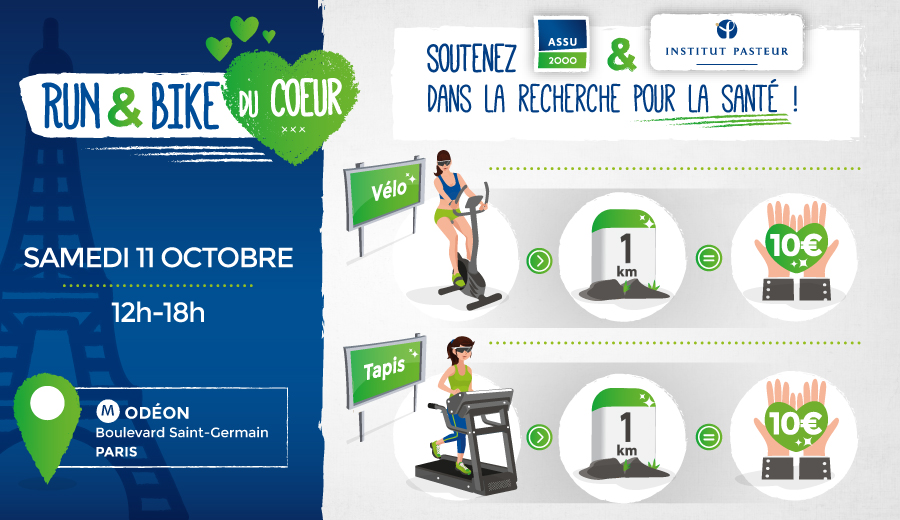 RUN & BIKE DU COEUR
SAMEDI 11 OCTOBRE
12h-18h
M ODÉON
Boulevard Saint-Germain
PARIS
SOUTENEZ ASSU 2000 & INSTITUT PASTEUR
DANS LA RECHERCHE POUR LA SANTÉ !
Vélo
1
km
10€
Tapis
1
km
10€